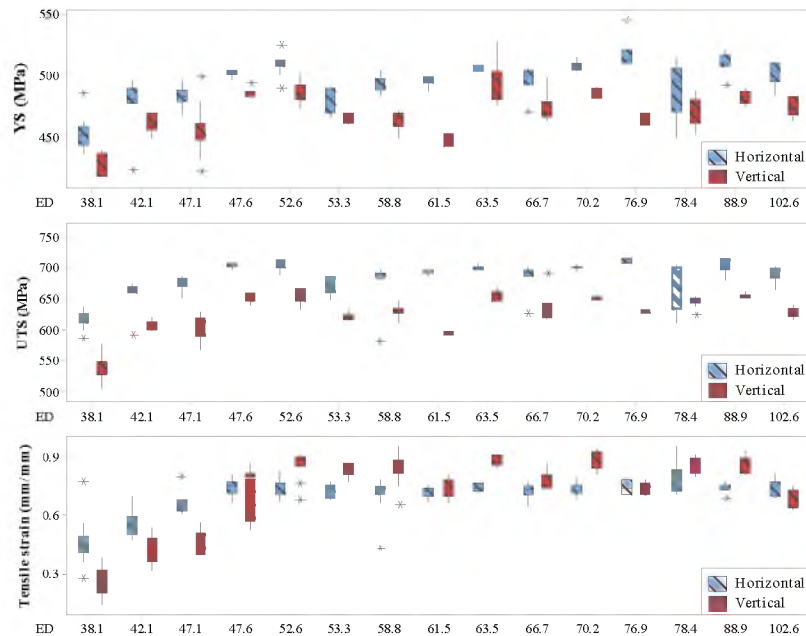 YS (MPa)
550
500
450
Horizontal
Vertical
ED 38.1 42.1 47.1 47.6 52.6 53.3 58.8 61.5 63.5 66.7 70.2 76.9 78.4 88.9 102.6
UTS (MPa)
750
700
650
600
550
500
Horizontal
Vertical
ED 38.1 42.1 47.1 47.6 52.6 53.3 58.8 61.5 63.5 66.7 70.2 76.9 78.4 88.9 102.6
Tensile strain (mm/mm)
0.9
0.6
0.3
Horizontal
Vertical
ED 38.1 42.1 47.1 47.6 52.6 53.3 58.8 61.5 63.5 66.7 70.2 76.9 78.4 88.9 102.6